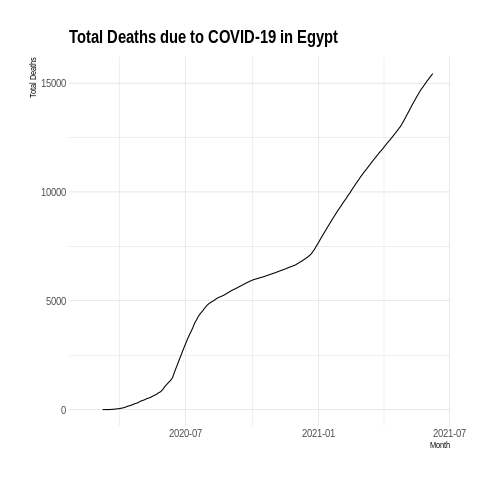 Total Deaths due to COVID-19 in Egypt
Total Deaths
15000
10000
5000
0
2020-07
2021-01
2021-07
Month